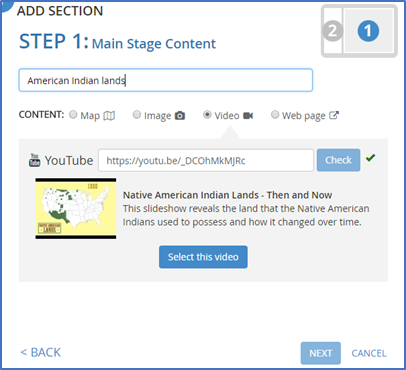 ADD SECTION
STEP 1: Main Stage Content
2
1
American Indian lands
CONTENT: Map Image Video Web page
You Tube YouTube https://youtu.be/_DCOhMkMJRc Check
Native American Indian Lands - Then and Now
This slideshow reveals the land that the Native American
Indians used to possess and how it changed over time.
Select this video
< BACK NEXT CANCEL